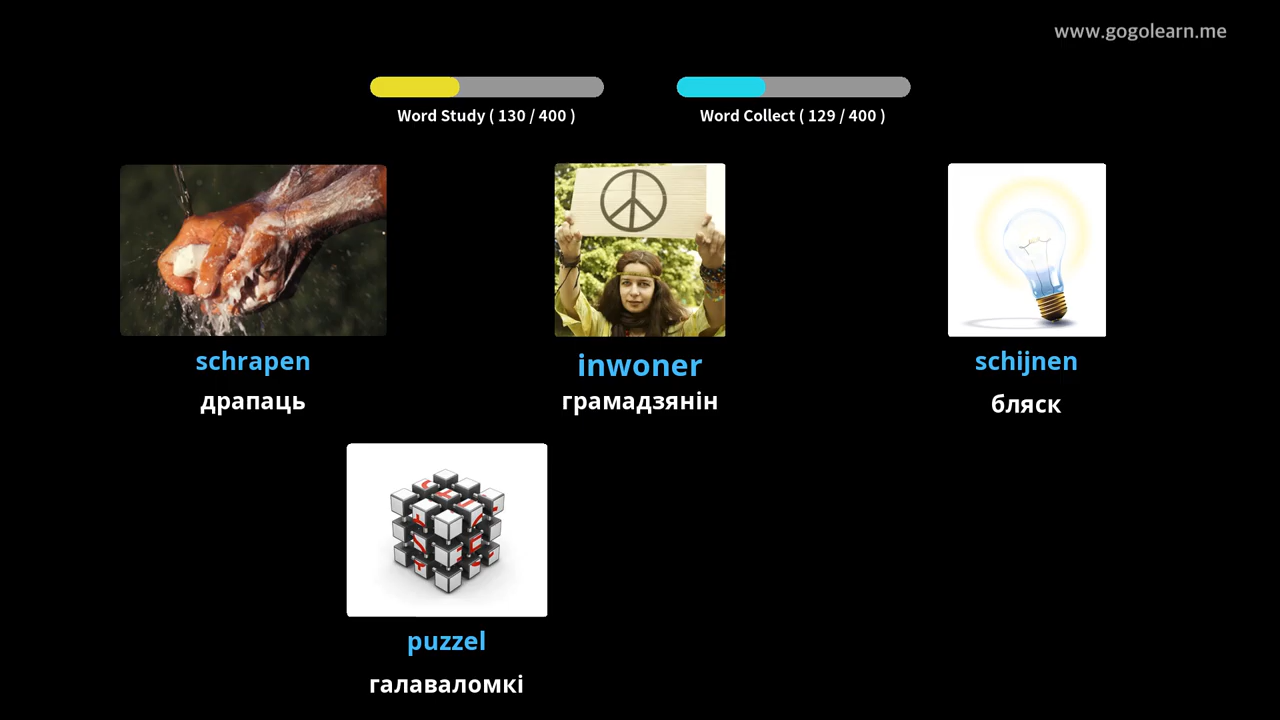 www.gogolearn.me
Word Study ( 130 / 400 )
Word Collect ( 129 / 400 )
schrapen
драпаць
inwoner
грамадзянін
schijnen
бляск
puzzel
галаваломкі